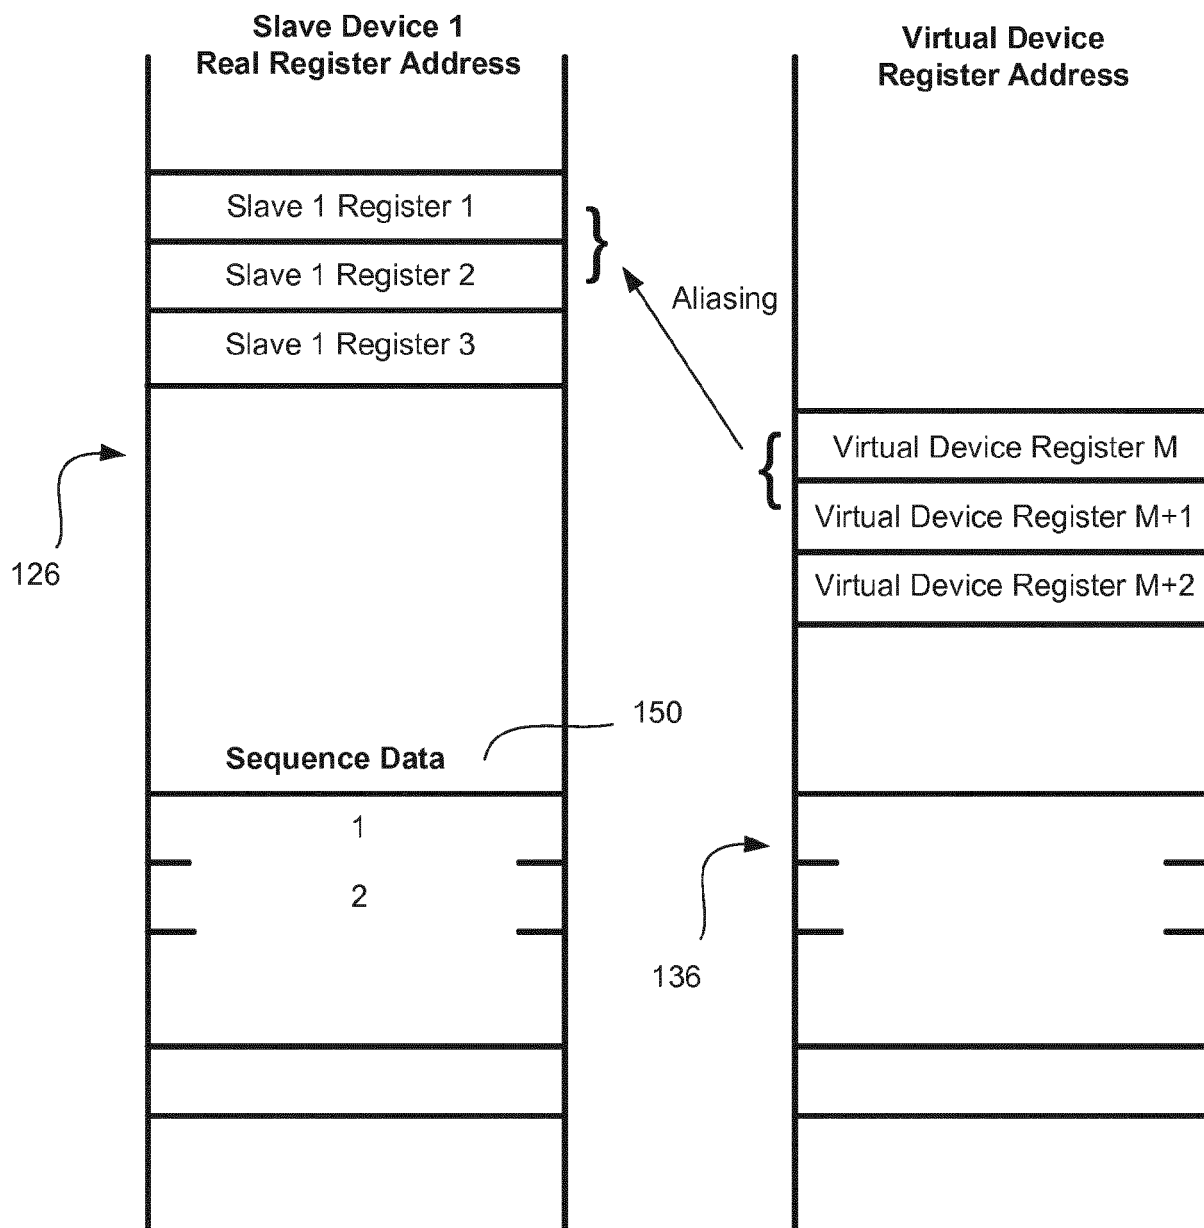 Slave Device 1
Real Register Address
Virtual Device
Register Address
Slave 1 Register 1
Slave 1 Register 2
Aliasing
Slave 1 Register 3
Virtual Device Register M
Virtual Device Register M+1
126
Virtual Device Register M+2
150
Sequence Data
1
2
136